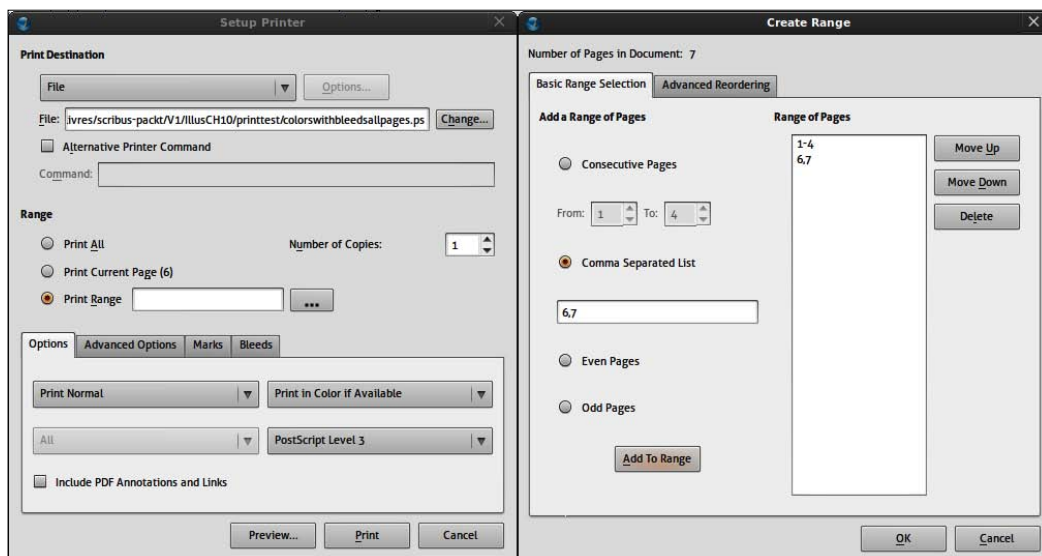 Setup Printer
Print Destination
File
Options...
File: ivres/scribus-packt/V1/IllusCH10/printtest/colorswithbleedsallpages.ps Change...
Alternative Printer Command
Command:
Range
Print All Number of Copies: 1
Print Current Page (6)
Print Range ...
Options Advanced Options Marks Bleeds
Print Normal Print in Color if Available
All PostScript Level 3
Include PDF Annotations and Links
Preview... Print Cancel
Create Range
Number of Pages in Document: 7
Basic Range Selection Advanced Reordering
Add a Range of Pages
Consecutive Pages
From: 1 To: 4
Comma Separated List
6,7
Even Pages
Odd Pages
Add To Range
Range of Pages
1-4
6,7
Move Up
Move Down
Delete
OK Cancel